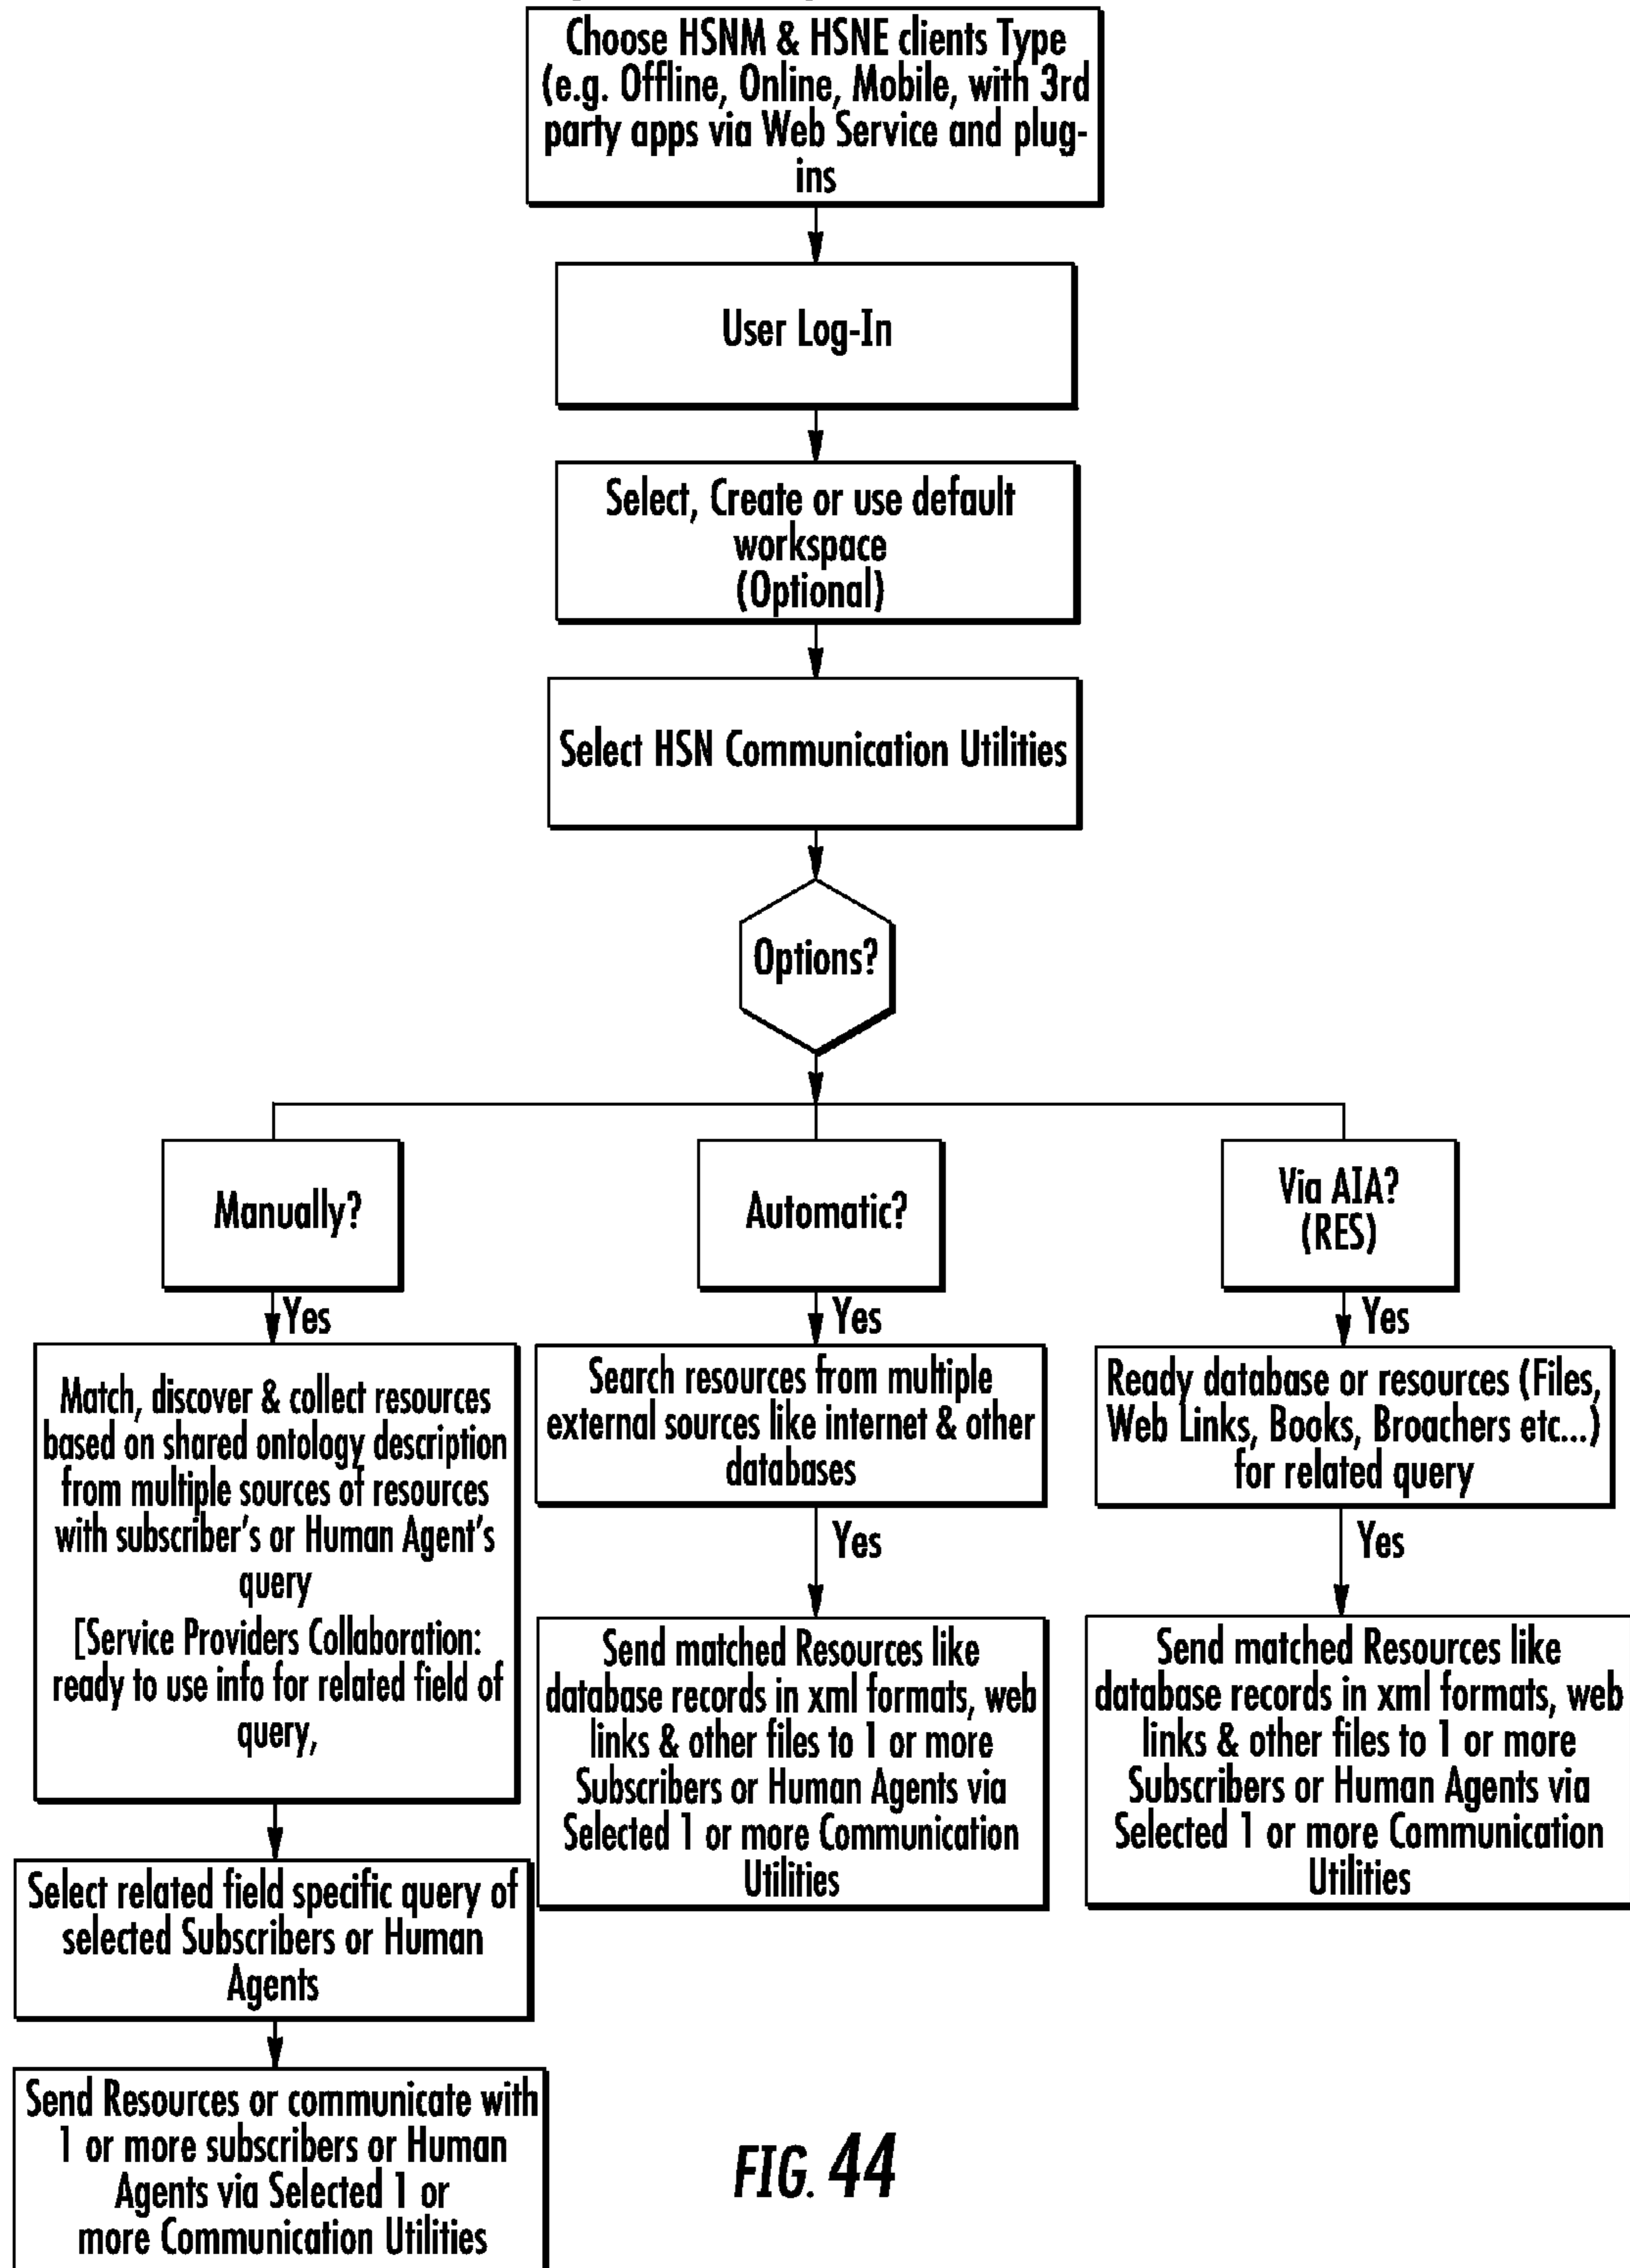 Choose HSNM & HSNE clients Type
(e.g. Offline, Online, Mobile, with 3rd
party apps via Web Service and plug-
ins
User Log-In
Select, Create or use default
workspace
(Optional)
Select HSN Communication Utilities
Options?
Manually?
Yes
Match, discover & collect resources
based on shared ontology description
from multiple sources of resources
with subscriber's or Human Agent's
query
[Service Providers Collaboration:
ready to use info for related field of
query,
Select related field specific query of
selected Subscribers or Human
Agents
Send Resources or communicate with
1 or more subscribers or Human
Agents via Selected 1 or
more Communication Utilities
Automatic?
Yes
Search resources from multiple
external sources like internet & other
databases
Yes
Send matched Resources like
database records in xml formats, web
links & other files to 1 or more
Subscribers or Human Agents via
Selected 1 or more Communication
Utilities
Via AIA?
(RES)
Yes
Ready database or resources (Files,
Web Links, Books, Broachers etc...)
for related query
Yes
Send matched Resources like
database records in xml formats, web
links & other files to 1 or more
Subscribers or Human Agents via
Selected 1 or more Communication
Utilities
FIG. 44